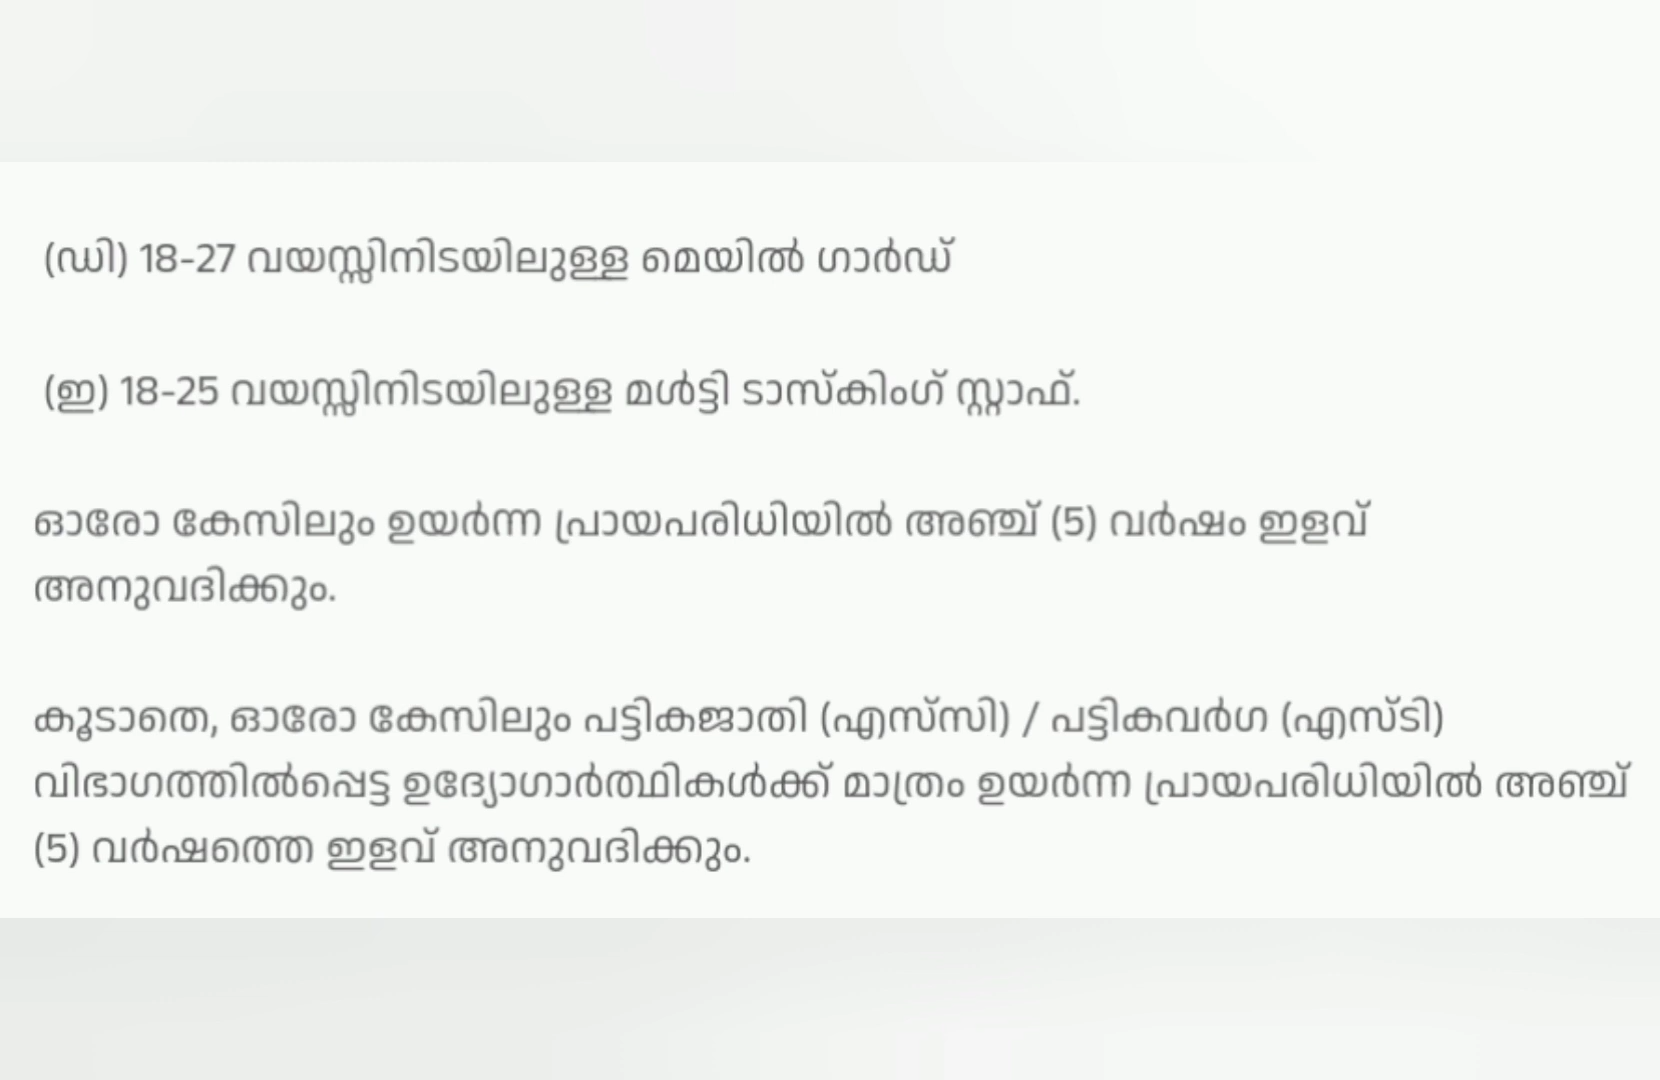 (ഡി) 18-27 വയസ്സിനിടയിലുള്ള മെയിൽ ഗാർഡ്
(ഇ) 18-25 വയസ്സിനിടയിലുള്ള മൾട്ടി ടാസ്കിംഗ് സ്റ്റാഫ്.
ഓരോ കേസിലും ഉയർന്ന പ്രായപരിധിയിൽ അഞ്ച് (5) വർഷം ഇളവ്
അനുവദിക്കും.
കൂടാതെ, ഓരോ കേസിലും പട്ടികജാതി (എസ്‌സി) / പട്ടികവർഗ (എസ്ടി)
വിഭാഗത്തിൽപ്പെട്ട ഉദ്യോഗാർത്ഥികൾക്ക് മാത്രം ഉയർന്ന പ്രായപരിധിയിൽ അഞ്ച്
(5) വർഷത്തെ ഇളവ് അനുവദിക്കും.